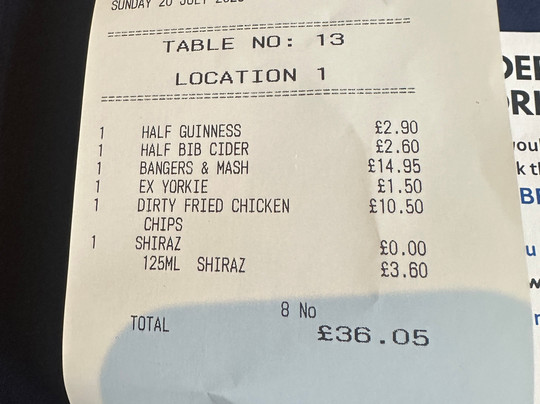 SUNDAY 20 JULY
========================================
TABLE NO: 13
LOCATION 1
========================================
1 HALF GUINNESS £2.90
1 HALF BIB CIDER £2.60
1 BANGERS & MASH £14.95
1 EX YORKIE £1.50
1 DIRTY FRIED CHICKEN £10.50
CHIPS
1 SHIRAZ £0.00
125ML SHIRAZ £3.60
8 No
TOTAL £36.05